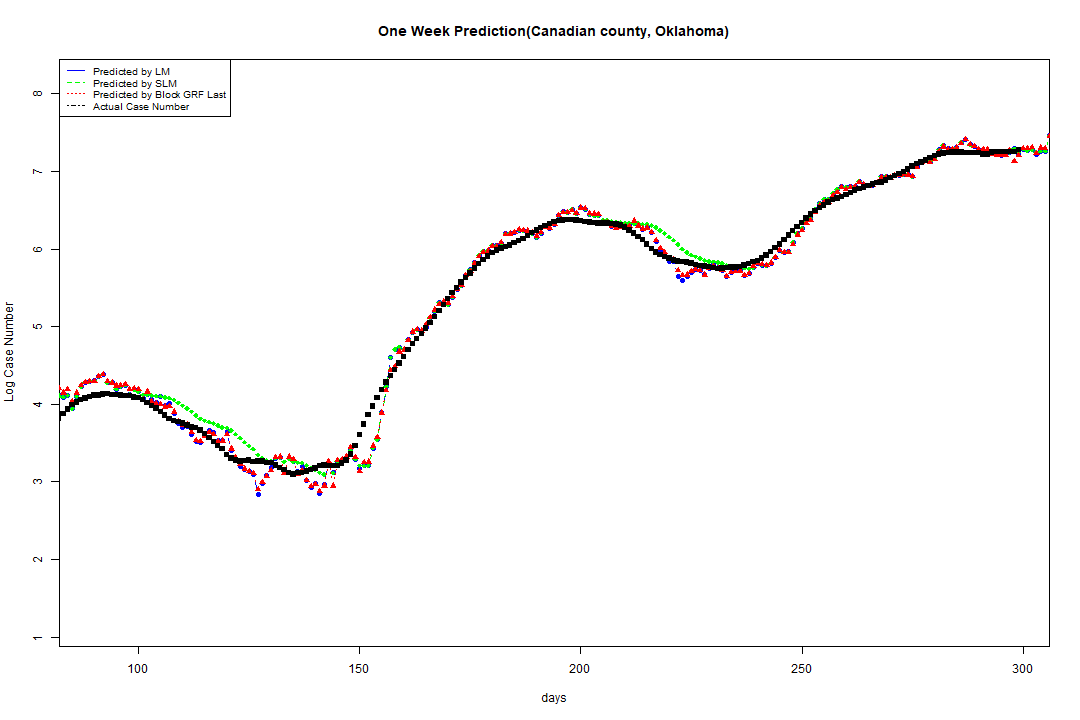 One Week Prediction(Canadian county, Oklahoma)
Predicted by LM
Predicted by SLM
Predicted by Block GRF Last
Actual Case Number
8
7
6
5
4
3
2
1
Log Case Number
100 150 200 250 300
days